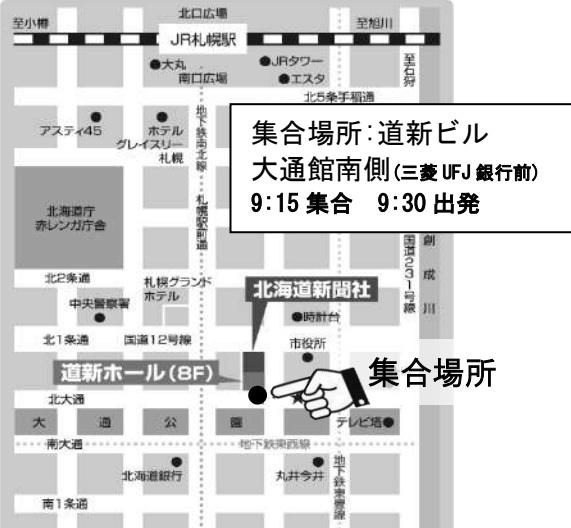 北口広場
至小樽
至旭川
JR札幌駅
●大丸
●JRタワー
南口広場
●エスタ
至石狩
北5条手稲通
アスティ45
ホテル
グレイスリー
札幌
地下鉄南北線
札幌駅前通
集合場所:道新ビル
大通館南側(三菱UFJ銀行前)
9:15 集合　9:30 出発
北海道庁
赤レンガ庁舎
国道231号線
創成川
北2条通
札幌グランド
ホテル
北海道新聞社
中央警察署
●時計台
北1条通
国道12号線
市役所
道新ホール(8F)
集合場所
北大通
大通公園
テレビ塔●
南大通
地下鉄東西線
北海道銀行
丸井今井
地下鉄東豊線
南1条通